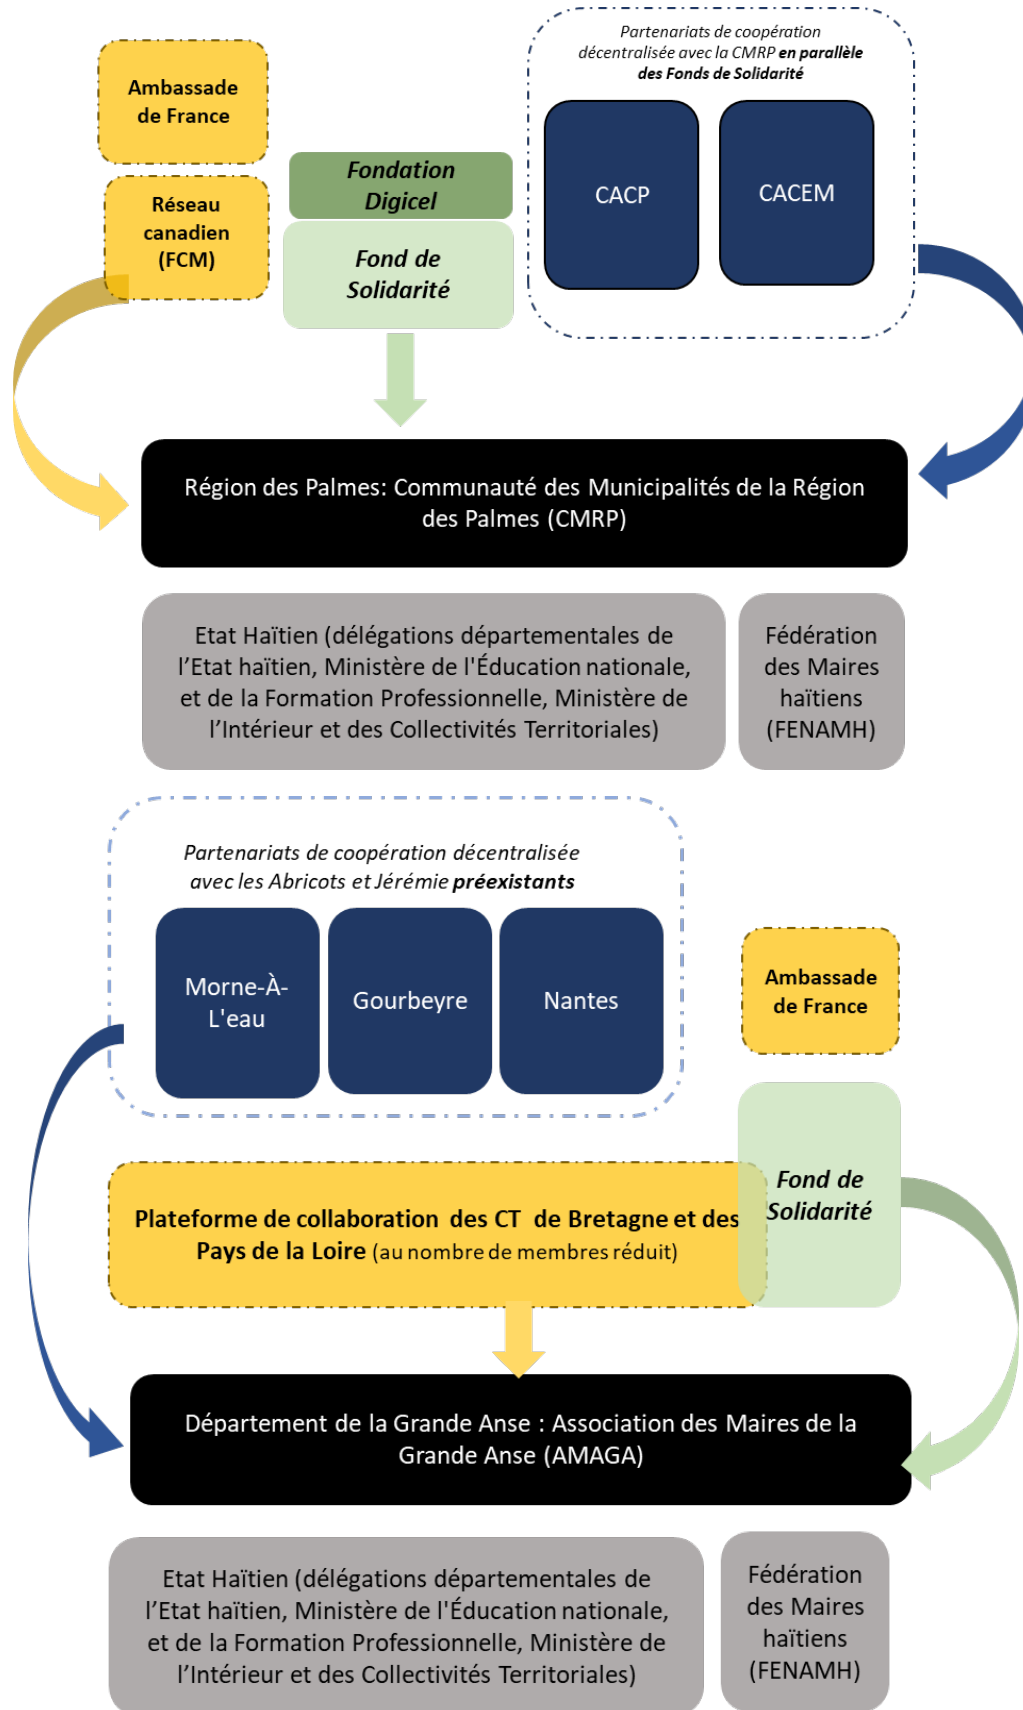 Partenariats de coopération
décentralisée avec la CMRP en parallèle
des Fonds de Solidarité
Ambassade
de France
Réseau
canadien
(FCM)
Fondation
Digicel
Fond de
Solidarité
CACP
CACEM
Région des Palmes: Communauté des Municipalités de la Région
des Palmes (CMRP)
Etat Haïtien (délégations départementales de
l’Etat haïtien, Ministère de l'Éducation nationale,
et de la Formation Professionnelle, Ministère de
l’Intérieur et des Collectivités Territoriales)
Fédération
des Maires
haïtiens
(FENAMH)
Partenariats de coopération décentralisée
avec les Abricots et Jérémie préexistants
Morne-À-
L'eau
Gourbeyre
Nantes
Ambassade
de France
Plateforme de collaboration des CT de Bretagne et des
Pays de la Loire (au nombre de membres réduit)
Fond de
Solidarité
Département de la Grande Anse : Association des Maires de la
Grande Anse (AMAGA)
Etat Haïtien (délégations départementales de
l’Etat haïtien, Ministère de l'Éducation nationale,
et de la Formation Professionnelle, Ministère de
l’Intérieur et des Collectivités Territoriales)
Fédération
des Maires
haïtiens
(FENAMH)